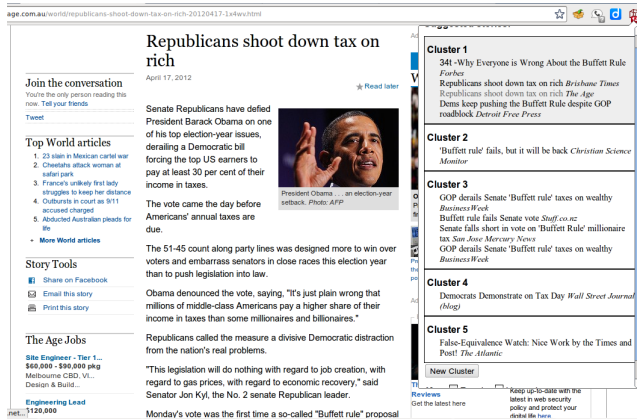 age.com.au/world/republicans-shoot-down-tax-on-rich-20120417-1x4wv.html
Republicans shoot down tax on
rich
April 17, 2012
Read later
Join the conversation
You're the only person reading this
now. Tell your friends
Tweet
Top World articles
1. 23 slain in Mexican cartel war
2. Cheetahs attack woman at
safari park
3. France's unlikely first lady
struggles to keep her distance
4. Outbursts in court as 9/11
accused charged
5. Abducted Australian pleads for
life
+ More World articles
Story Tools
Share on Facebook
Email this story
Print this story
The Age Jobs
Site Engineer - Tier 1...
$60,000 - $90,000 pkg
Melbourne CBD, VI...
Design & Build...
Engineering Lead
$120,000
.net...
Senate Republicans have defied
President Barack Obama on one
of his top election-year issues,
derailing a Democratic bill
forcing the top US earners to
pay at least 30 per cent of their
income in taxes.
President Obama . . . an election-year
setback. Photo: AFP
The vote came the day before
Americans' annual taxes are
due.
The 51-45 count along party lines was designed more to win over
voters and embarrass senators in close races this election year
than to push legislation into law.
Obama denounced the vote, saying, "It's just plain wrong that
millions of middle-class Americans pay a higher share of their
income in taxes than some millionaires and billionaires."
Republicans called the measure a divisive Democratic distraction
from the nation's real problems.
"This legislation will do nothing with regard to job creation, with
regard to gas prices, with regard to economic recovery," said
Senator Jon Kyl, the No. 2 senate Republican leader.
Monday's vote was the first time a so-called "Buffett rule" proposal
Suggested Stories:
Cluster 1
34t -Why Everyone is Wrong About the Buffett Rule
Forbes
Republicans shoot down tax on rich Brisbane Times
Republicans shoot down tax on rich The Age
Dems keep pushing the Buffett Rule despite GOP
roadblock Detroit Free Press
Cluster 2
'Buffett rule' fails, but it will be back Christian Science
Monitor
Cluster 3
GOP derails Senate 'Buffett rule' taxes on wealthy
BusinessWeek
Buffett rule fails Senate vote Stuff.co.nz
Senate falls short in vote on 'Buffett Rule' millionaire
tax San Jose Mercury News
GOP derails Senate 'Buffett rule' taxes on wealthy
BusinessWeek
Cluster 4
Democrats Demonstrate on Tax Day Wall Street Journal
(blog)
Cluster 5
False-Equivalence Watch: Nice Work by the Times and
Post! The Atlantic
New Cluster
Reviews
Get the latest here
Keep up-to-date with the
latest in web security
policy and protect your
digital life here